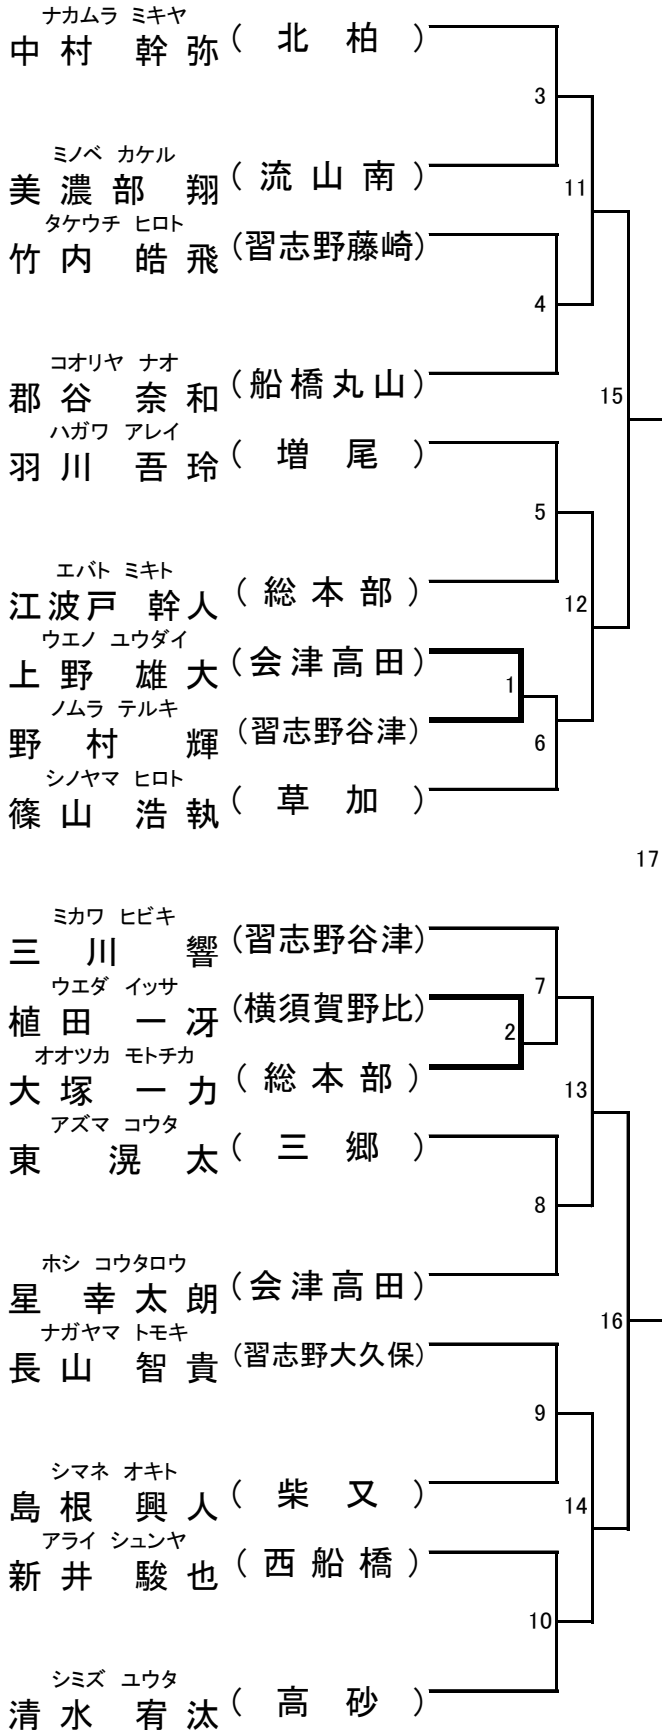 ナカムラ ミキヤ
中村 幹弥 (北柏)
3
ミノベ カケル
美濃部 翔 (流山南)
11
タケウチ ヒロト
竹内 皓飛 (習志野藤崎)
4
コオリヤ ナオ
郡谷 奈和 (船橋丸山)
15
ハガワ アレイ
羽川 吾玲 (増尾)
5
エバト ミキト
江波戸 幹人 (総本部)
12
ウエノ ユウダイ
上野 雄大 (会津高田)
1
ノムラ テルキ
野村 輝 (習志野谷津)
6
シノヤマ ヒロト
篠山 浩執 (草加)
17
ミカワ ヒビキ
三川 響 (習志野谷津)
7
ウエダ イッサ
植田 一冴 (横須賀野比)
2
オオツカ モトチカ
大塚 一力 (総本部)
13
アズマ コウタ
東 滉太 (三郷)
8
ホシ コウタロウ
星 幸太朗 (会津高田)
16
ナガヤマ トモキ
長山 智貴 (習志野大久保)
9
シマネ オキト
島根 興人 (柴又)
14
アライ シュンヤ
新井 駿也 (西船橋)
10
シミズ ユウタ
清水 宥汰 (高砂)